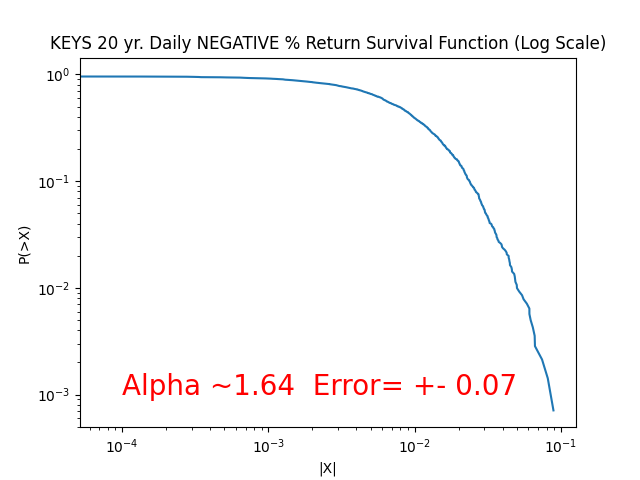 KEYS 20 yr. Daily NEGATIVE % Return Survival Function (Log Scale)
10⁰
10⁻¹
10⁻²
10⁻³
P(>X)
Alpha ~1.64  Error= +- 0.07
10⁻⁴ 10⁻³ 10⁻² 10⁻¹
|X|